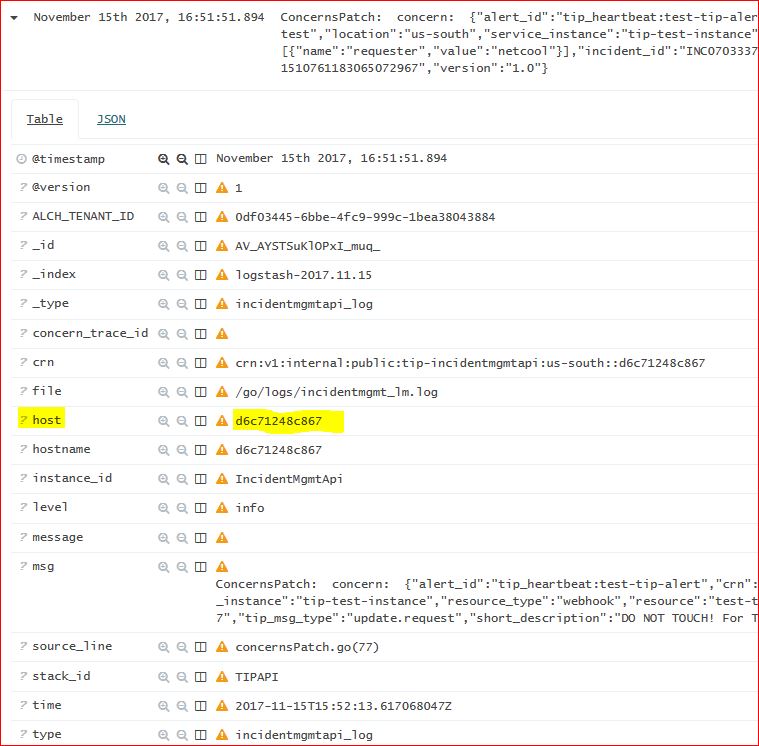 November 15th 2017, 16:51:51.894 ConcernsPatch: concern: {"alert_id":"tip_heartbeat:test-tip-aler
test","location":"us-south","service_instance":"tip-test-instance"
[{"name":"requester","value":"netcool"}],"incident_id":"INC0703337
1510761183065072967","version":"1.0"}
Table JSON
@timestamp November 15th 2017, 16:51:51.894
? @version 1
? ALCH_TENANT_ID 0df03445-6bbe-4fc9-999c-1bea38043884
? _id AV_AYSTSuKlOPxI_muq_
? _index logstash-2017.11.15
? _type incidentmgmtapi_log
? concern_trace_id
? crn crn:v1:internal:public:tip-incidentmgmtapi:us-south::d6c71248c867
? file /go/logs/incidentmgmt_lm.log
? host d6c71248c867
? hostname d6c71248c867
? instance_id IncidentMgmtApi
? level info
? message
? msg
ConcernsPatch: concern: {"alert_id":"tip_heartbeat:test-tip-alert","crn":
_instance":"tip-test-instance","resource_type":"webhook","resource":"test-t
7","tip_msg_type":"update.request","short_description":"DO NOT TOUCH! For T
? source_line concernsPatch.go(77)
? stack_id TIPAPI
? time 2017-11-15T15:52:13.617068047Z
? type incidentmgmtapi_log